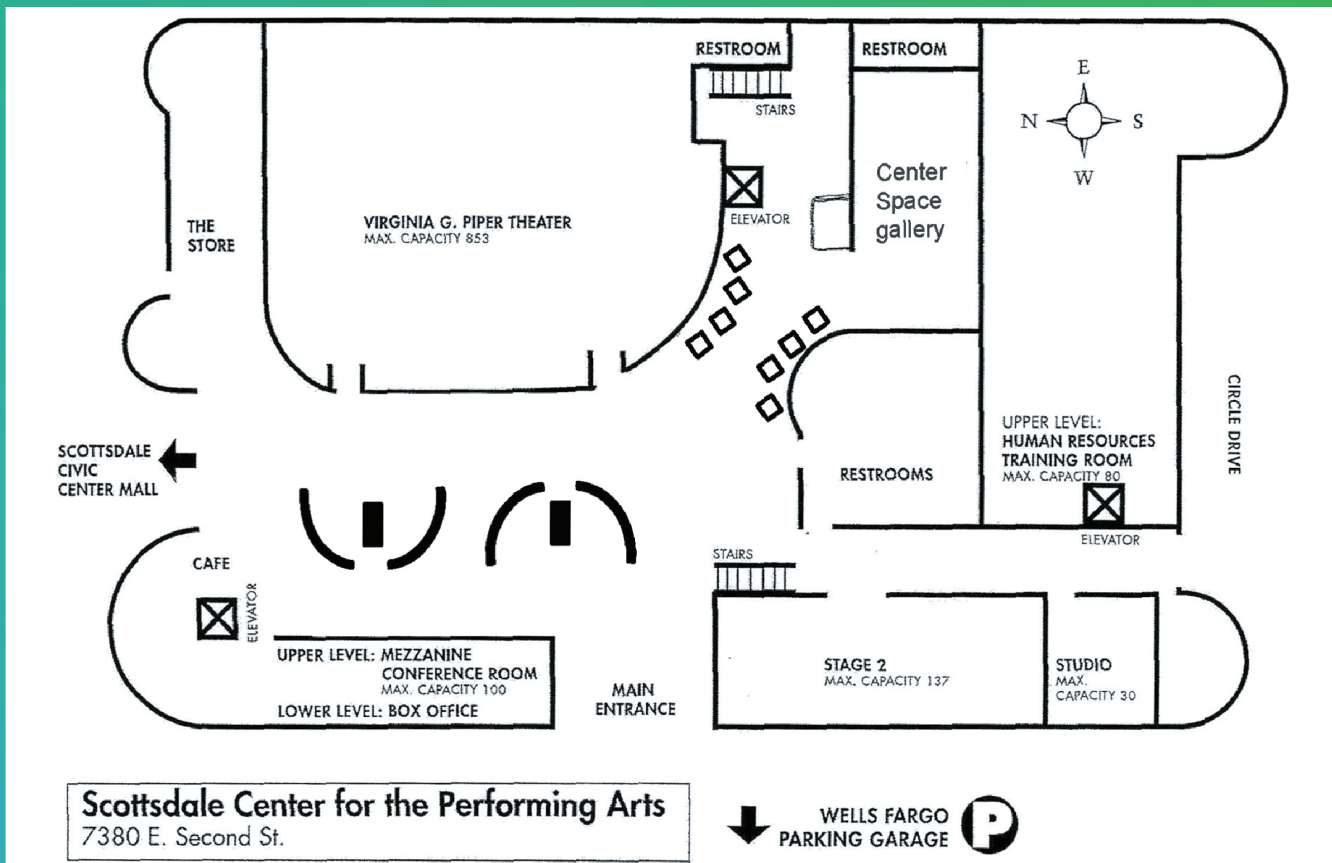 RESTROOM
RESTROOM
STAIRS
E
N
S
W
Center
Space
gallery
ELEVATOR
VIRGINIA G. PIPER THEATER
MAX. CAPACITY 853
THE
STORE
CIRCLE DRIVE
SCOTTSDALE
CIVIC
CENTER MALL
UPPER LEVEL:
HUMAN RESOURCES
TRAINING ROOM
MAX. CAPACITY 80
RESTROOMS
ELEVATOR
STAIRS
CAFE
ELEVATOR
UPPER LEVEL: MEZZANINE
CONFERENCE ROOM
MAX. CAPACITY 100
LOWER LEVEL: BOX OFFICE
MAIN
ENTRANCE
STAGE 2
MAX. CAPACITY 137
STUDIO
MAX.
CAPACITY 30
Scottsdale Center for the Performing Arts
7380 E. Second St.
WELLS FARGO
PARKING GARAGE
P